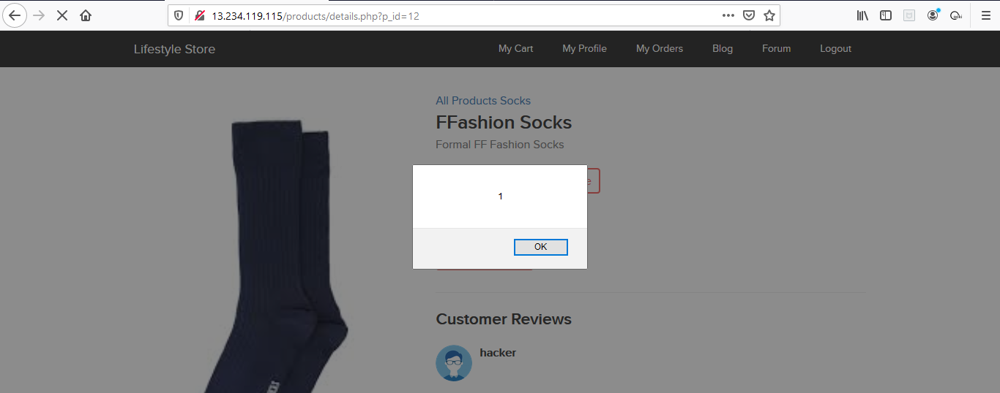 13.234.119.115/products/details.php?p_id=12
Lifestyle Store
My Cart
My Profile
My Orders
Blog
Forum
Logout
All Products Socks
FFashion Socks
Formal FF Fashion Socks
1
OK
Customer Reviews
hacker